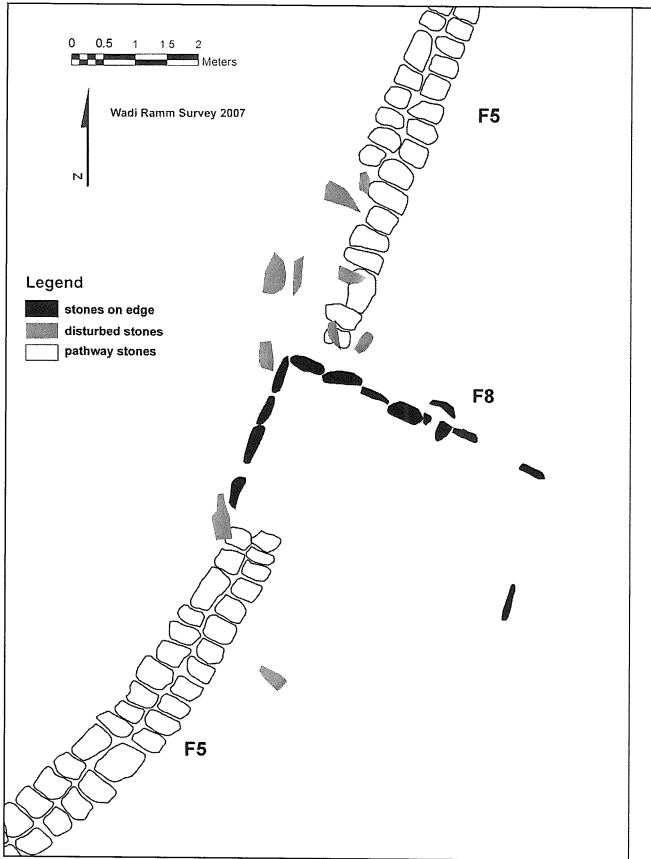 0 0.5 1 1 5 2
Meters
Wadi Ramm Survey 2007
N
F5
Legend
stones on edge
disturbed stones
pathway stones
F8
F5